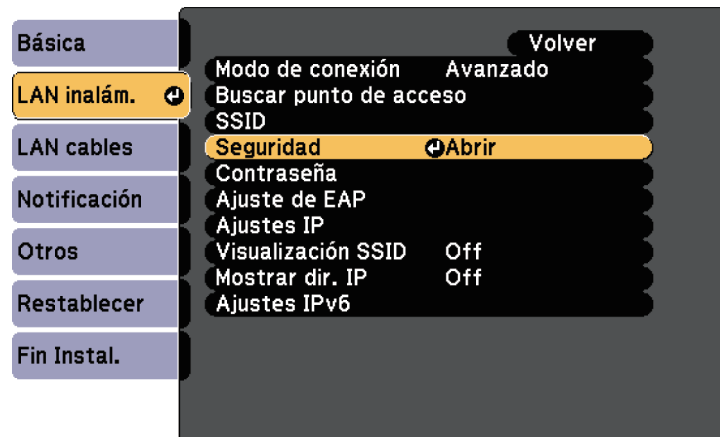 Básica
LAN inalám.
LAN cables
Notificación
Otros
Restablecer
Fin Instal.
Volver
Modo de conexión Avanzado
Buscar punto de acceso
SSID
Seguridad Abrir
Contraseña
Ajuste de EAP
Ajustes IP
Visualización SSID Off
Mostrar dir. IP Off
Ajustes IPv6